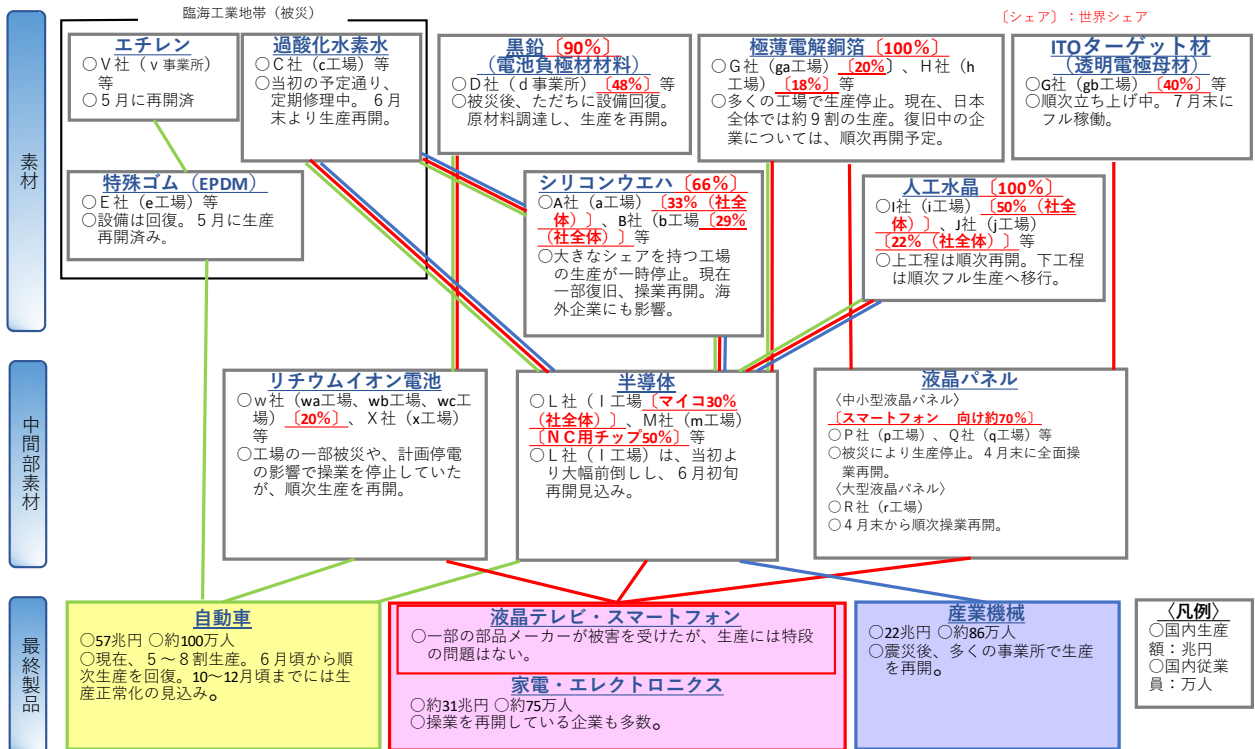 臨海工業地帯（被災）
〔シェア〕：世界シェア
素材
エチレン
○Ｖ社（ｖ事業所）
等
○５月に再開済
過酸化水素水
○Ｃ社（c工場）等
○当初の予定通り、
定期修理中。６月
末より生産再開。
黒鉛〔90%〕
（電池負極材材料）
○Ｄ社（ｄ事業所）〔48%〕等
○被災後、ただちに設備回復。
原材料調達し、生産を再開。
極薄電解銅箔〔100%〕
○Ｇ社（ga工場）〔20%〕、Ｈ社（ｈ
工場）〔18%〕等
○多くの工場で生産停止。現在、日本
全体では約９割の生産。復旧中の企
業については、順次再開予定。
ITOターゲット材
（透明電極母材）
○G社（gb工場）〔40%〕等
○順次立ち上げ中。７月末に
フル稼働。
特殊ゴム（EPDM）
○Ｅ社（e工場）等
○設備は回復。５月に生産
再開済み。
シリコンウエハ〔66%〕
○A社（a工場）〔33%（社全
体）〕、B社（b工場〔29%
（社全体）〕等
○大きなシェアを持つ工場
の生産が一時停止。現在
一部復旧、操業再開。海
外企業にも影響。
人工水晶〔100%〕
○I社（i工場）〔50%（社全
体）〕、J社（j工場）
〔22%（社全体）〕等
○上工程は順次再開。下工程
は順次フル生産へ移行。
中間部素材
リチウムイオン電池
○ｗ社（wa工場、wb工場、wc工
場）〔20%〕、Ｘ社（x工場）
等
○工場の一部被災や、計画停電
の影響で操業を停止していた
が、順次生産を再開。
半導体
○Ｌ社（ｌ工場〔マイコ30%
（社全体）〕、Ｍ社（m工場）
〔ＮＣ用チップ50%〕等
○Ｌ社（ｌ工場）は、当初よ
り大幅前倒しし、６月初旬
再開見込み。
液晶パネル
〈中小型液晶パネル〉
〔スマートフォン　向け約70%〕
○Ｐ社（p工場）、Ｑ社（q工場）等
○被災により生産停止。４月末に全面操
業再開。
〈大型液晶パネル〉
○Ｒ社（r工場）
○４月末から順次操業再開。
最終製品
自動車
○57兆円 ○約100万人
○現在、５～８割生産。６月頃から順
次生産を回復。10～12月頃までには生
産正常化の見込み。
液晶テレビ・スマートフォン
○一部の部品メーカーが被害を受けたが、生産には特段
の問題はない。
家電・エレクトロニクス
○約31兆円 ○約75万人
○操業を再開している企業も多数。
産業機械
○22兆円 ○約86万人
○震災後、多くの事業所で生産
を再開。
〈凡例〉
○国内生産
額：兆円
○国内従業
員：万人